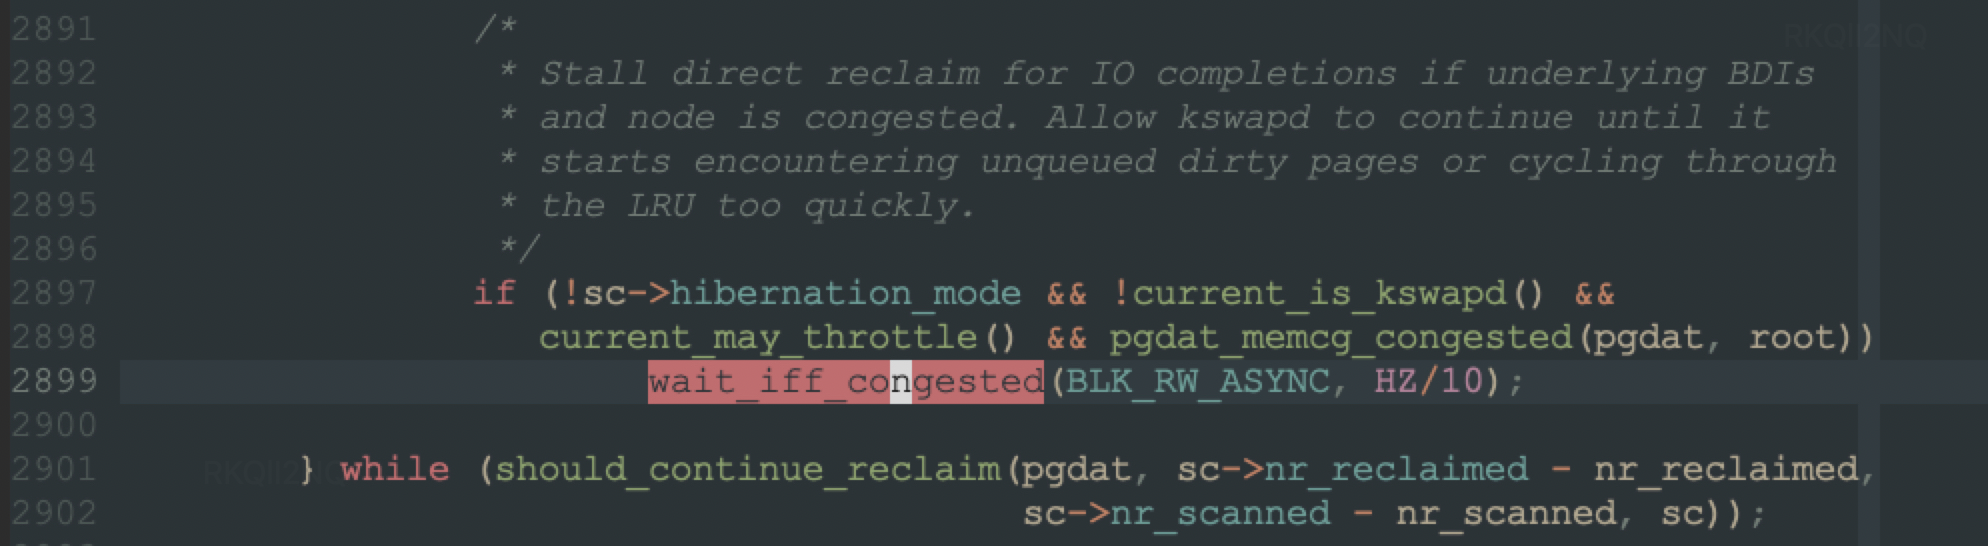 RKQII2NQ
2891 /*
2892 * Stall direct reclaim for IO completions if underlying BDIs
2893 * and node is congested. Allow kswapd to continue until it
2894 * starts encountering unqueued dirty pages or cycling through
2895 * the LRU too quickly.
2896 */
2897 if (!sc->hibernation_mode && !current_is_kswapd() &&
2898 current_may_throttle() && pgdat_memcg_congested(pgdat, root))
2899 wait_iff_congested(BLK_RW_ASYNC, HZ/10);
2900
2901 } while (should_continue_reclaim(pgdat, sc->nr_reclaimed - nr_reclaimed,
2902 sc->nr_scanned - nr_scanned, sc));